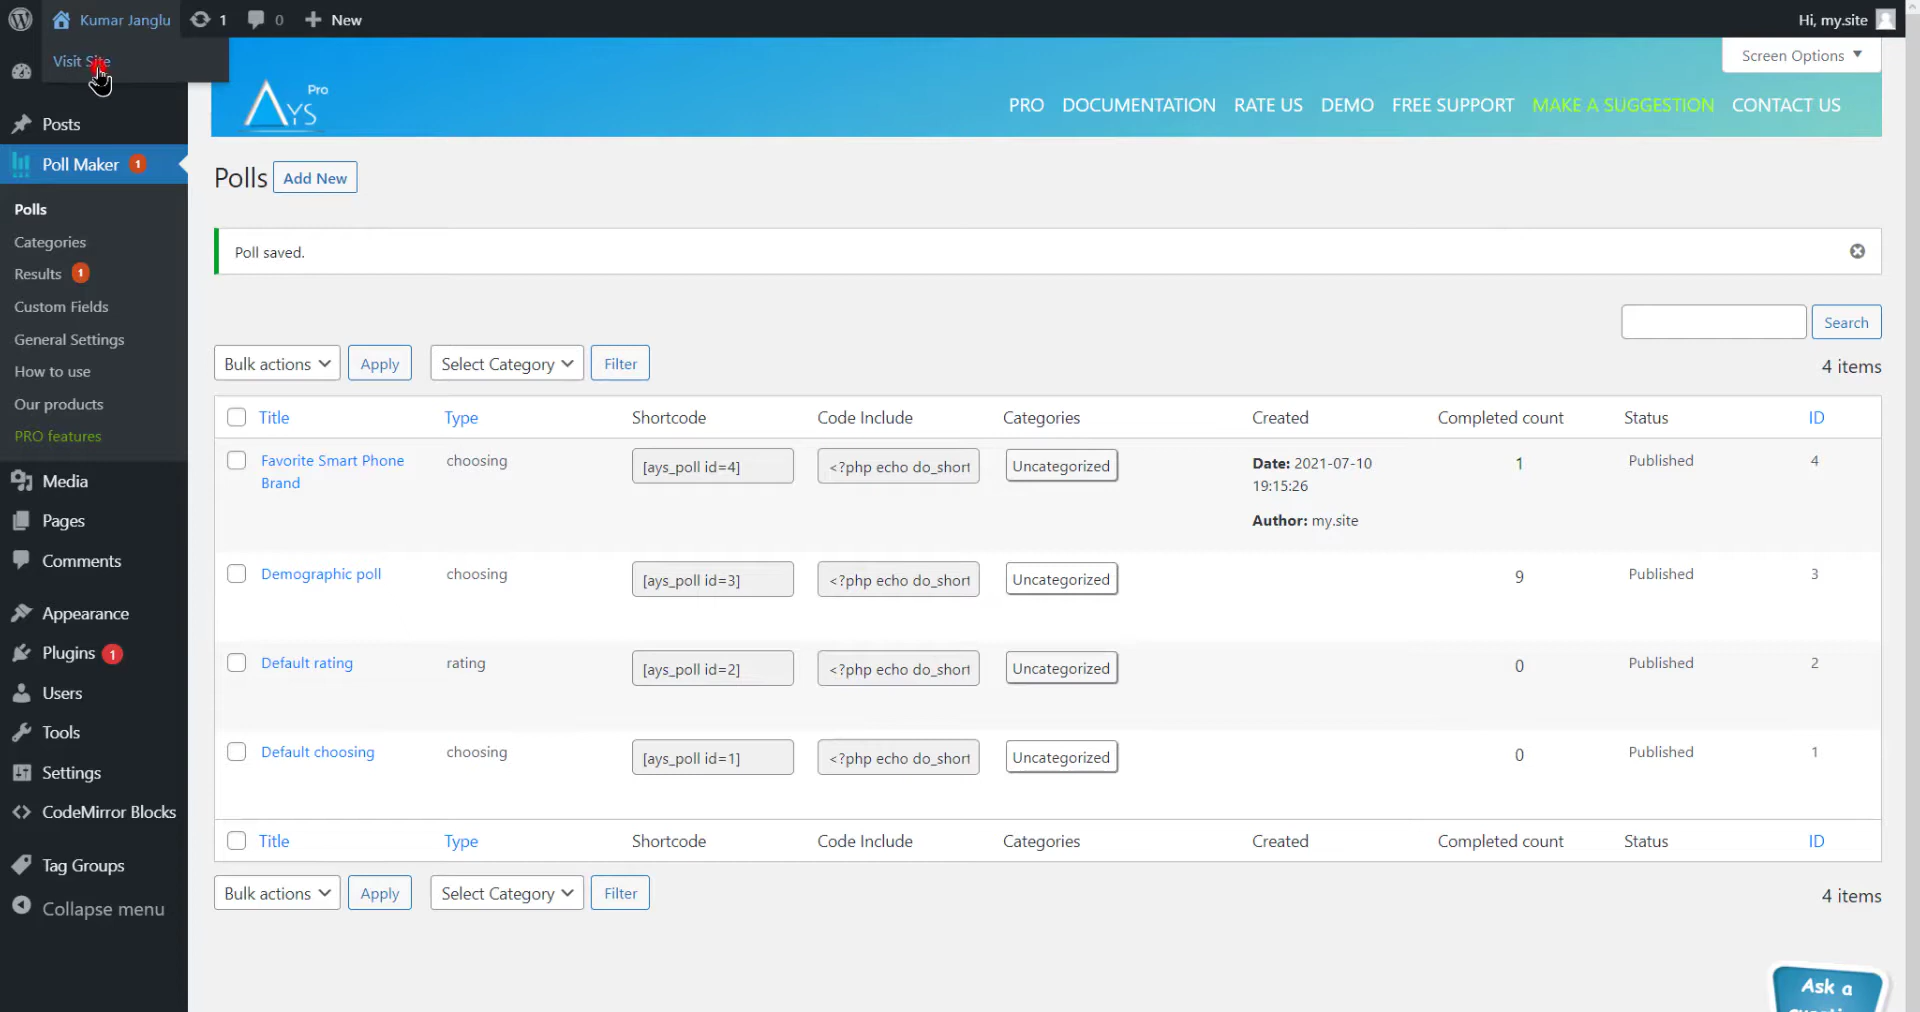 Kumar Janglu 1 0 + New Hi, my.site
Visit Site
Screen Options
AYS Pro
PRO DOCUMENTATION RATE US DEMO FREE SUPPORT MAKE A SUGGESTION CONTACT US
Posts
Poll Maker 1
Polls
Categories
Results 1
Custom Fields
General Settings
How to use
Our products
PRO features
Media
Pages
Comments
Appearance
Plugins 1
Users
Tools
Settings
CodeMirror Blocks
Tag Groups
Collapse menu
Polls Add New
Poll saved.
Search
Bulk actions Apply Select Category Filter 4 items
Title Type Shortcode Code Include Categories Created Completed count Status ID
Favorite Smart Phone choosing [ays_poll id=4] <?php echo do_short Uncategorized Date: 2021-07-10 1 Published 4
Brand 19:15:26
Author: my.site
Demographic poll choosing [ays_poll id=3] <?php echo do_short Uncategorized 9 Published 3
Default rating rating [ays_poll id=2] <?php echo do_short Uncategorized 0 Published 2
Default choosing choosing [ays_poll id=1] <?php echo do_short Uncategorized 0 Published 1
Title Type Shortcode Code Include Categories Created Completed count Status ID
Bulk actions Apply Select Category Filter 4 items
Ask a